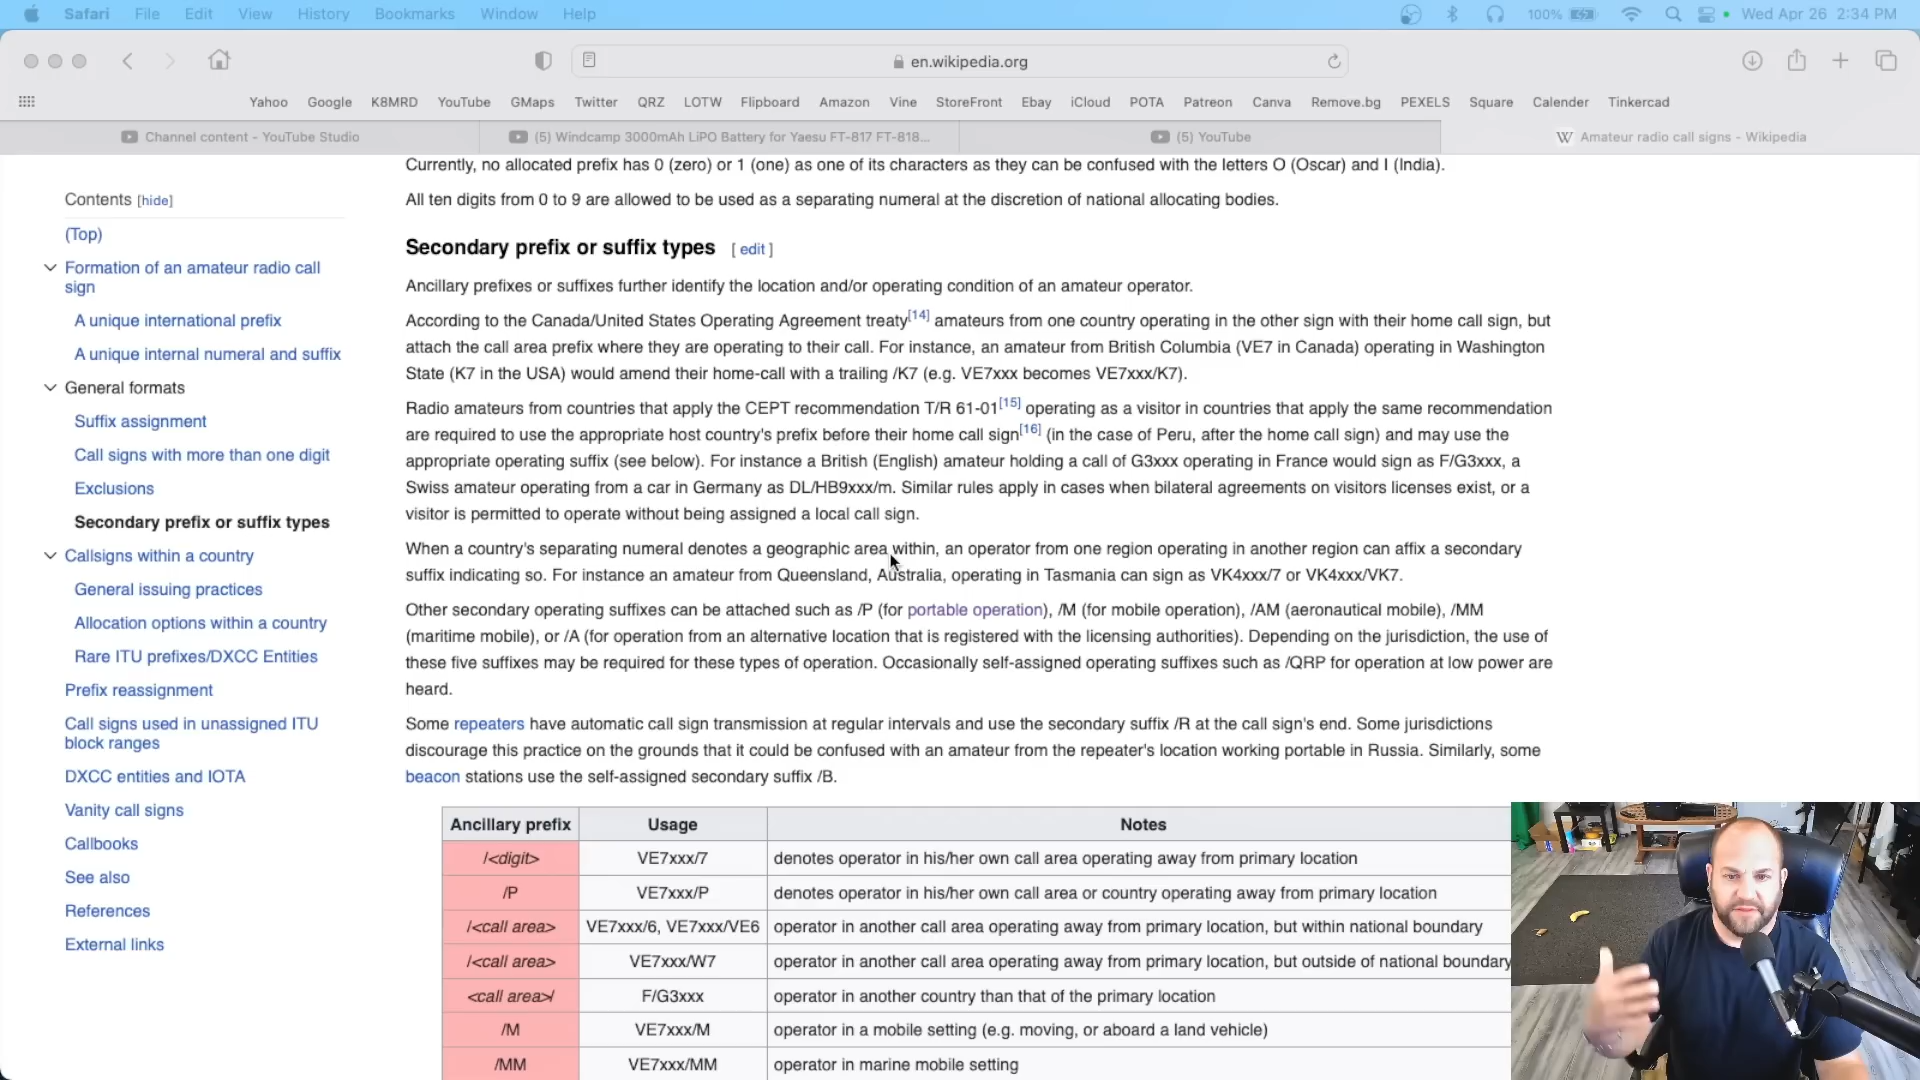 Safari File Edit View History Bookmarks Window Help 100% Wed Apr 26 2:34 PM
en.wikipedia.org
Yahoo Google K8MRD YouTube GMaps Twitter QRZ LOTW Flipboard Amazon Vine StoreFront Ebay iCloud POTA Patreon Canva Remove.bg PEXELS Square Calender Tinkercad
Channel content - YouTube Studio (5) Windcamp 3000mAh LiPO Battery for Yaesu FT-817 FT-818... (5) YouTube W Amateur radio call signs - Wikipedia
Contents [hide]
(Top)
Formation of an amateur radio call
sign
A unique international prefix
A unique internal numeral and suffix
General formats
Suffix assignment
Call signs with more than one digit
Exclusions
Secondary prefix or suffix types
Callsigns within a country
General issuing practices
Allocation options within a country
Rare ITU prefixes/DXCC Entities
Prefix reassignment
Call signs used in unassigned ITU
block ranges
DXCC entities and IOTA
Vanity call signs
Callbooks
See also
References
External links
Currently, no allocated prefix has 0 (zero) or 1 (one) as one of its characters as they can be confused with the letters O (Oscar) and I (India).
All ten digits from 0 to 9 are allowed to be used as a separating numeral at the discretion of national allocating bodies.
Secondary prefix or suffix types [ edit ]
Ancillary prefixes or suffixes further identify the location and/or operating condition of an amateur operator.
According to the Canada/United States Operating Agreement treaty[14] amateurs from one country operating in the other sign with their home call sign, but
attach the call area prefix where they are operating to their call. For instance, an amateur from British Columbia (VE7 in Canada) operating in Washington
State (K7 in the USA) would amend their home-call with a trailing /K7 (e.g. VE7xxx becomes VE7xxx/K7).
Radio amateurs from countries that apply the CEPT recommendation T/R 61-01[15] operating as a visitor in countries that apply the same recommendation
are required to use the appropriate host country's prefix before their home call sign[16] (in the case of Peru, after the home call sign) and may use the
appropriate operating suffix (see below). For instance a British (English) amateur holding a call of G3xxx operating in France would sign as F/G3xxx, a
Swiss amateur operating from a car in Germany as DL/HB9xxx/m. Similar rules apply in cases when bilateral agreements on visitors licenses exist, or a
visitor is permitted to operate without being assigned a local call sign.
When a country's separating numeral denotes a geographic area within, an operator from one region operating in another region can affix a secondary
suffix indicating so. For instance an amateur from Queensland, Australia, operating in Tasmania can sign as VK4xxx/7 or VK4xxx/VK7.
Other secondary operating suffixes can be attached such as /P (for portable operation), /M (for mobile operation), /AM (aeronautical mobile), /MM
(maritime mobile), or /A (for operation from an alternative location that is registered with the licensing authorities). Depending on the jurisdiction, the use of
these five suffixes may be required for these types of operation. Occasionally self-assigned operating suffixes such as /QRP for operation at low power are
heard.
Some repeaters have automatic call sign transmission at regular intervals and use the secondary suffix /R at the call sign's end. Some jurisdictions
discourage this practice on the grounds that it could be confused with an amateur from the repeater's location working portable in Russia. Similarly, some
beacon stations use the self-assigned secondary suffix /B.
Ancillary prefix Usage Notes
/<digit> VE7xxx/7 denotes operator in his/her own call area operating away from primary location
/P VE7xxx/P denotes operator in his/her own call area or country operating away from primary location
/<call area> VE7xxx/6, VE7xxx/VE6 operator in another call area operating away from primary location, but within national boundary
/<call area> VE7xxx/W7 operator in another call area operating away from primary location, but outside of national boundary
<call area>/ F/G3xxx operator in another country than that of the primary location
/M VE7xxx/M operator in a mobile setting (e.g. moving, or aboard a land vehicle)
/MM VE7xxx/MM operator in marine mobile setting